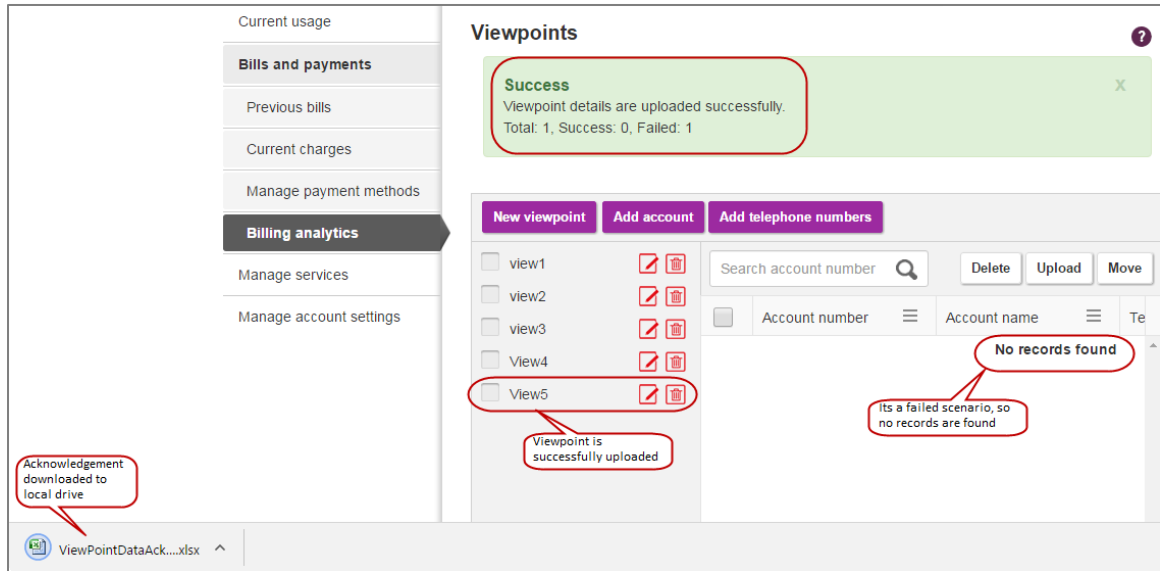 Current usage
Bills and payments
Previous bills
Current charges
Manage payment methods
Billing analytics
Manage services
Manage account settings
Viewpoints
?
Success
X
Viewpoint details are uploaded successfully.
Total: 1, Success: 0, Failed: 1
New viewpoint Add account Add telephone numbers
view1
view2
view3
View4
View5
Search account number Delete Upload Move
Account number Account name Te
No records found
Its a failed scenario, so
no records are found
Viewpoint is
successfully uploaded
Acknowledgement
downloaded to
local drive
ViewPointDataAck....xlsx